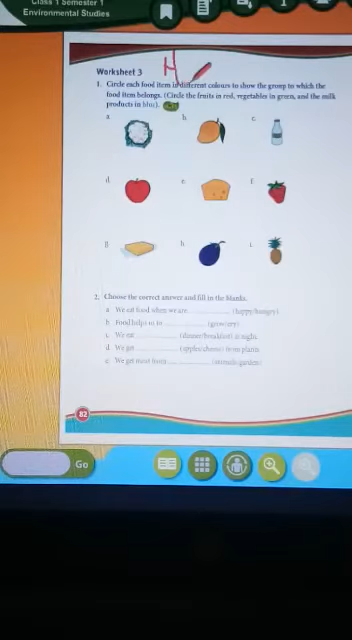 Class 1 Semester 1
Environmental Studies
H
Worksheet 3
1. Circle each food item in different colours to show the group to which the
food item belongs. (Circle the fruits in red, vegetables in green, and the milk
products in blue).
a. b. c.
d. e. f.
g. h. i.
2. Choose the correct answer and fill in the blanks.
a. We eat food when we are .............. (happy/hungry)
b. Food helps us to .............. (grow/cry)
c. We eat .............. (dinner/breakfast) at night.
d. We get .............. (apples/cheese) from plants.
e. We get meat from .............. (animals/garden)
82
Go